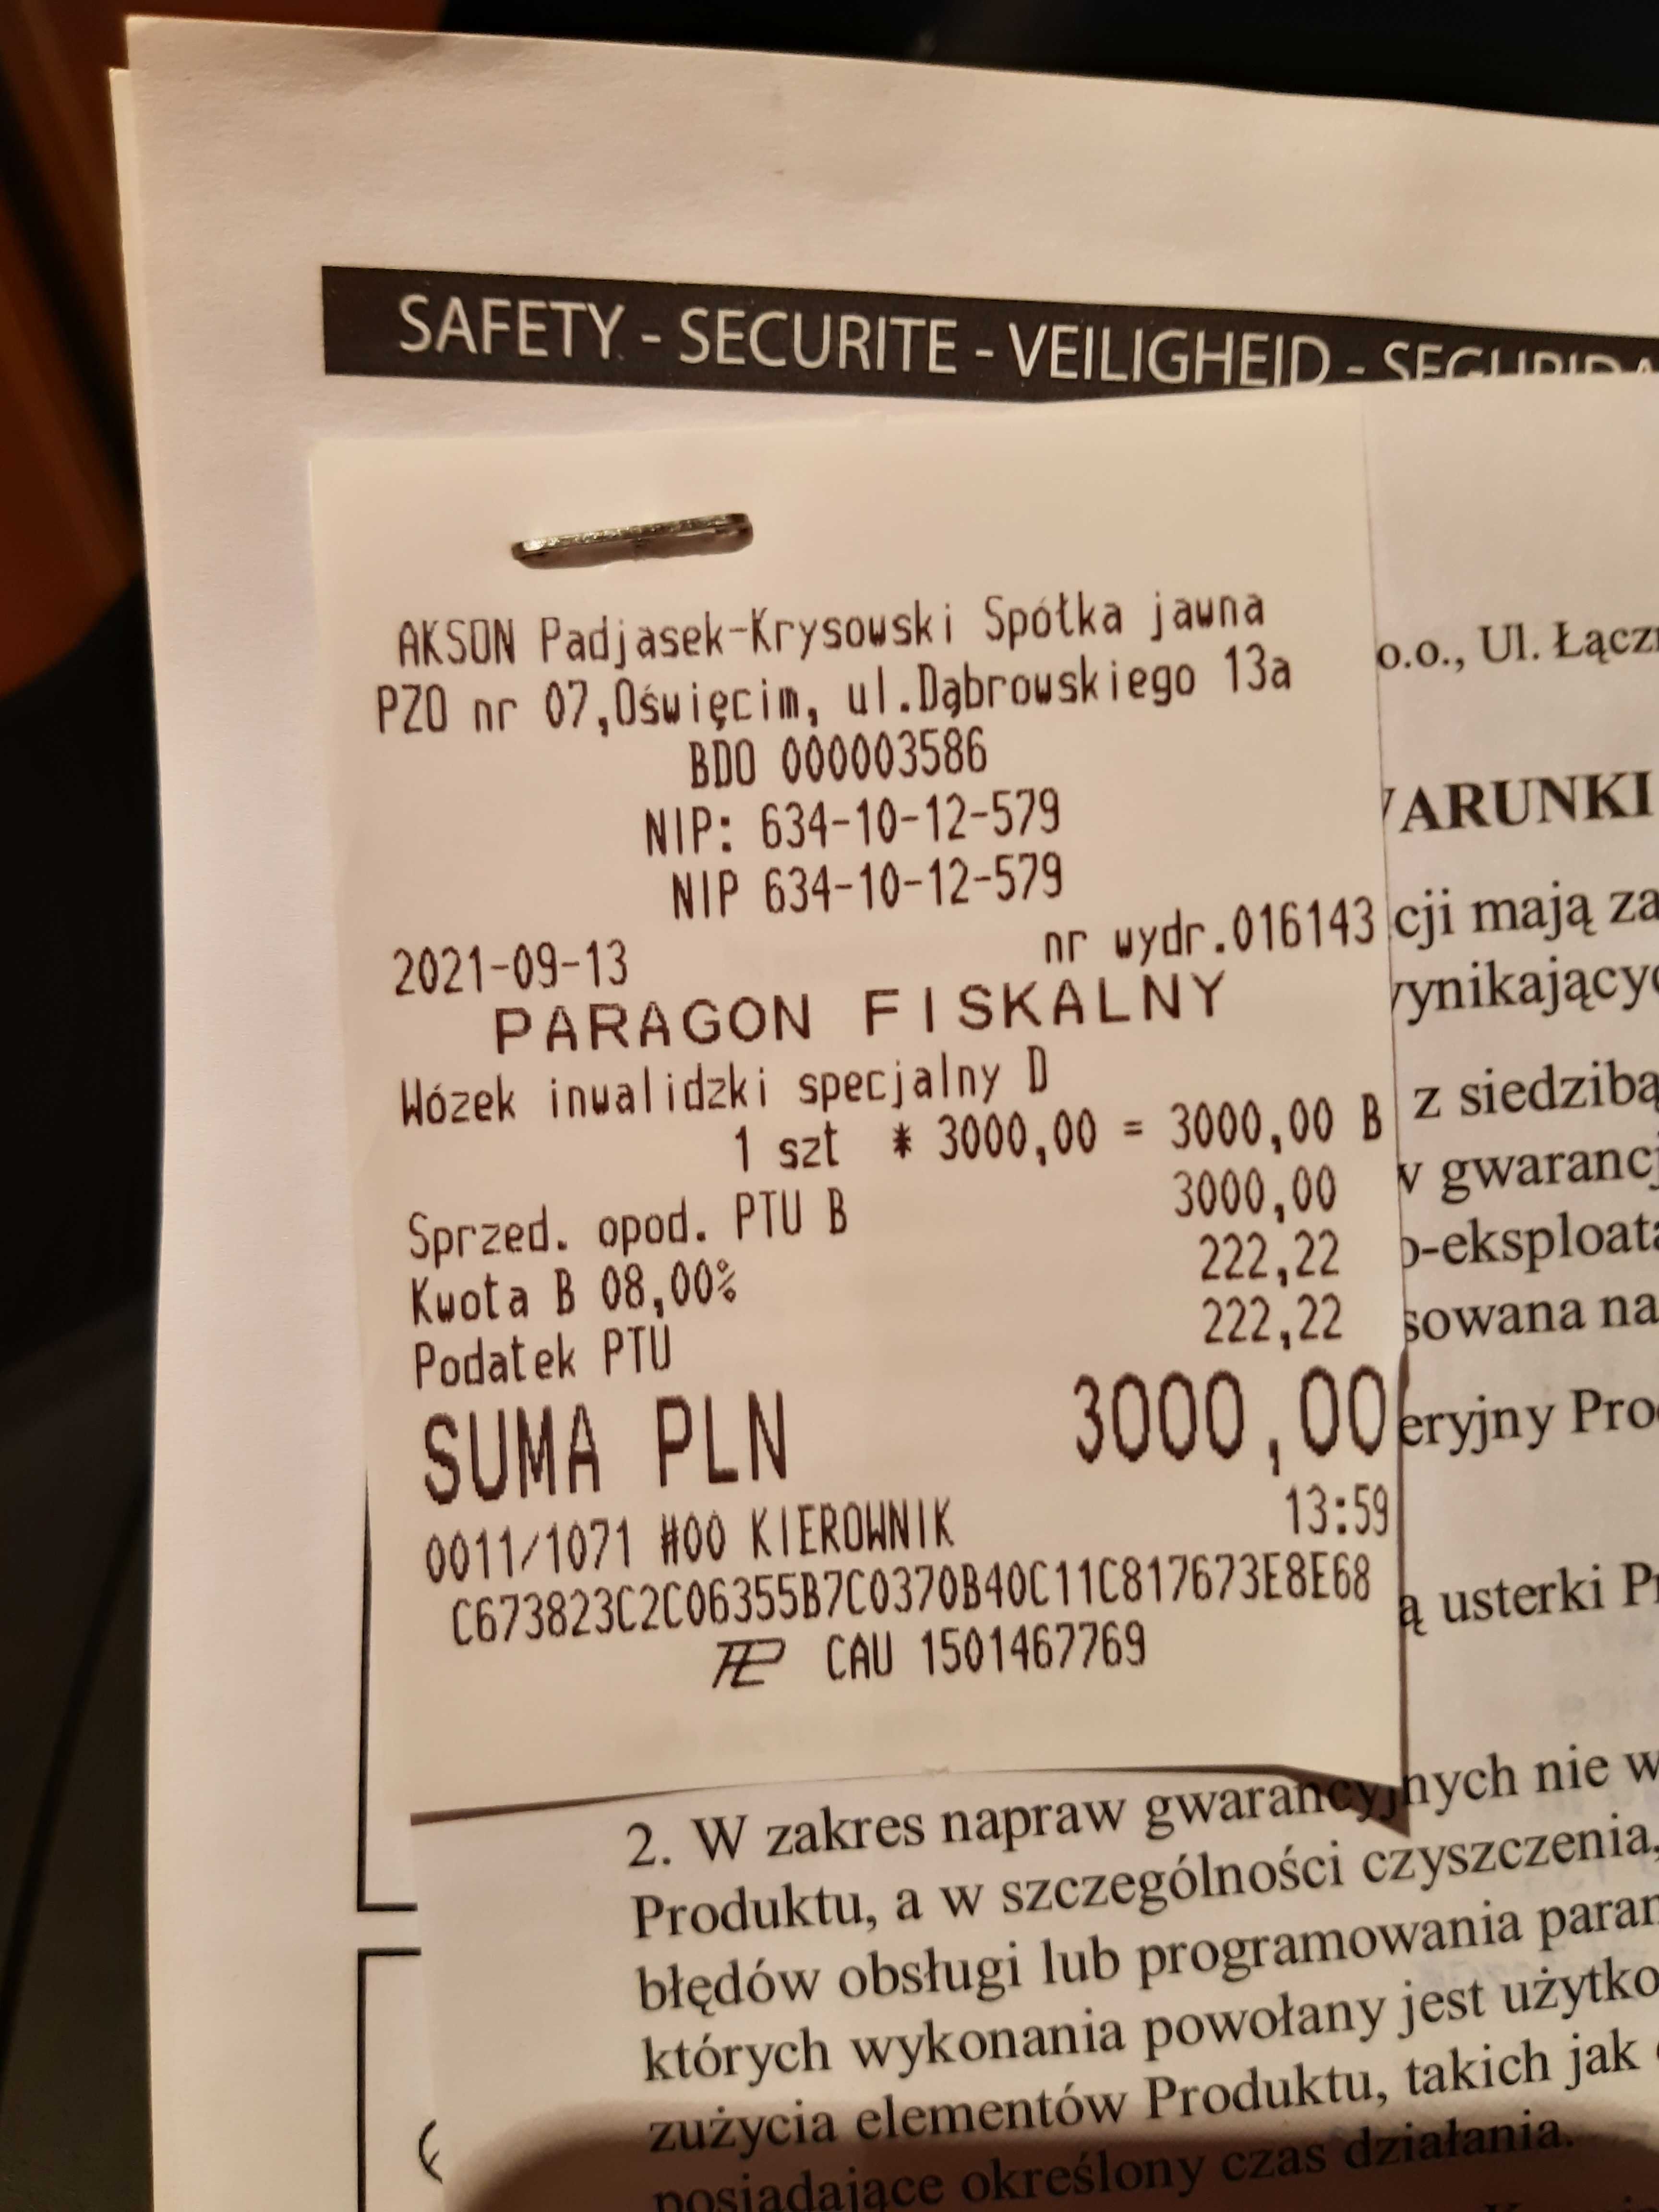 SAFETY - SECURITE - VEILIGHEID -
AKSON Padjasek-Krysowski Spółka jawna
PZO nr 07,Oświęcim, ul.Dąbrowskiego 13a
BDO 000003586
NIP: 634-10-12-579
NIP 634-10-12-579
2021-09-13 nr wydr.016143
PARAGON FISKALNY
Wózek inwalidzki specjalny D
1 szt * 3000,00 = 3000,00 B
Sprzed. opod. PTU B 3000,00
Kwota B 08,00% 222,22
Podatek PTU 222,22
SUMA PLN 3000,00
0011/1071 #00 KIEROWNIK 13:59
C673823C2C06355B7C0370B40C11C817673E8E68
CAU 1501467769
o.o., Ul. Łączn
ARUNKI
cji mają za
ynikający
z siedzibą
w gwarancj
o-eksploata
sowana na
eryjny Pro
ą usterki Pr
2. W zakres napraw gwarancyjnych nie w
Produktu, a w szczególności czyszczenia,
błędów obsługi lub programowania param
których wykonania powołany jest użytko
zużycia elementów Produktu, takich jak
posiadające określony czas działania.